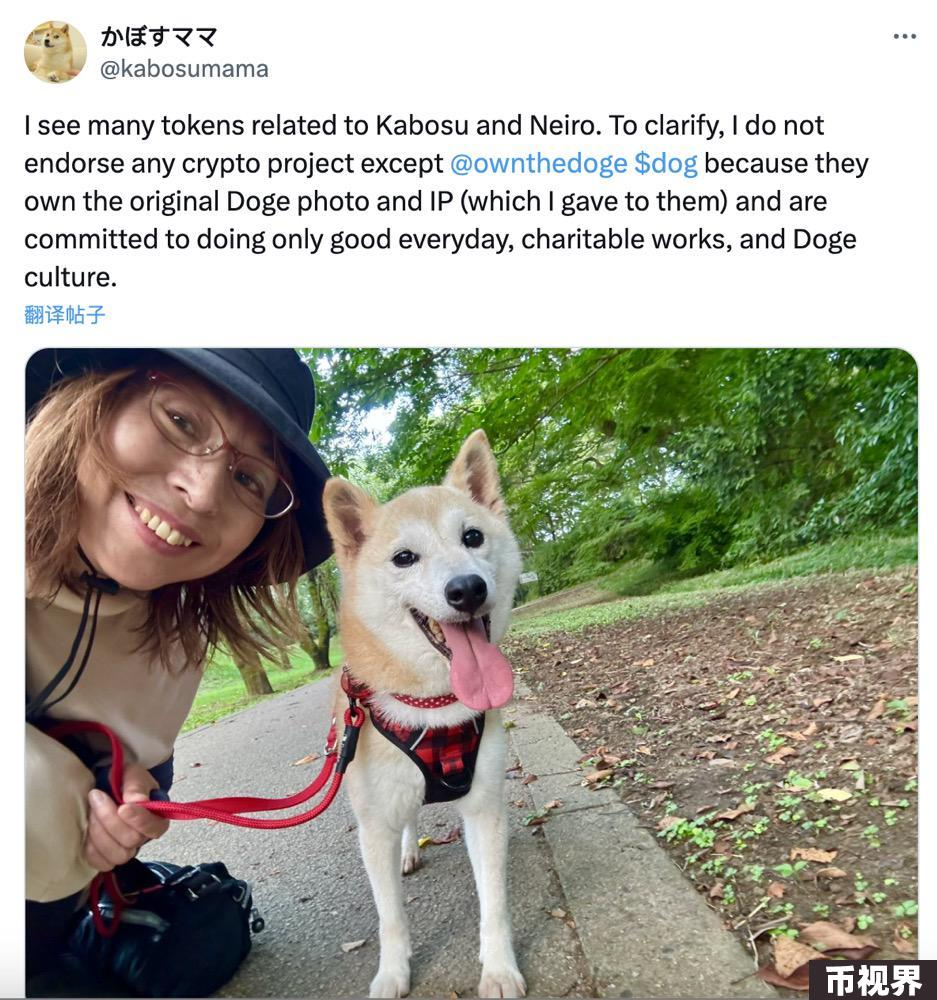 かぼすママ
@kabosumama
I see many tokens related to Kabosu and Neiro. To clarify, I do not
endorse any crypto project except @ownthedoge $dog because they
own the original Doge photo and IP (which I gave to them) and are
committed to doing only good everyday, charitable works, and Doge
culture.
翻译帖子
币视界